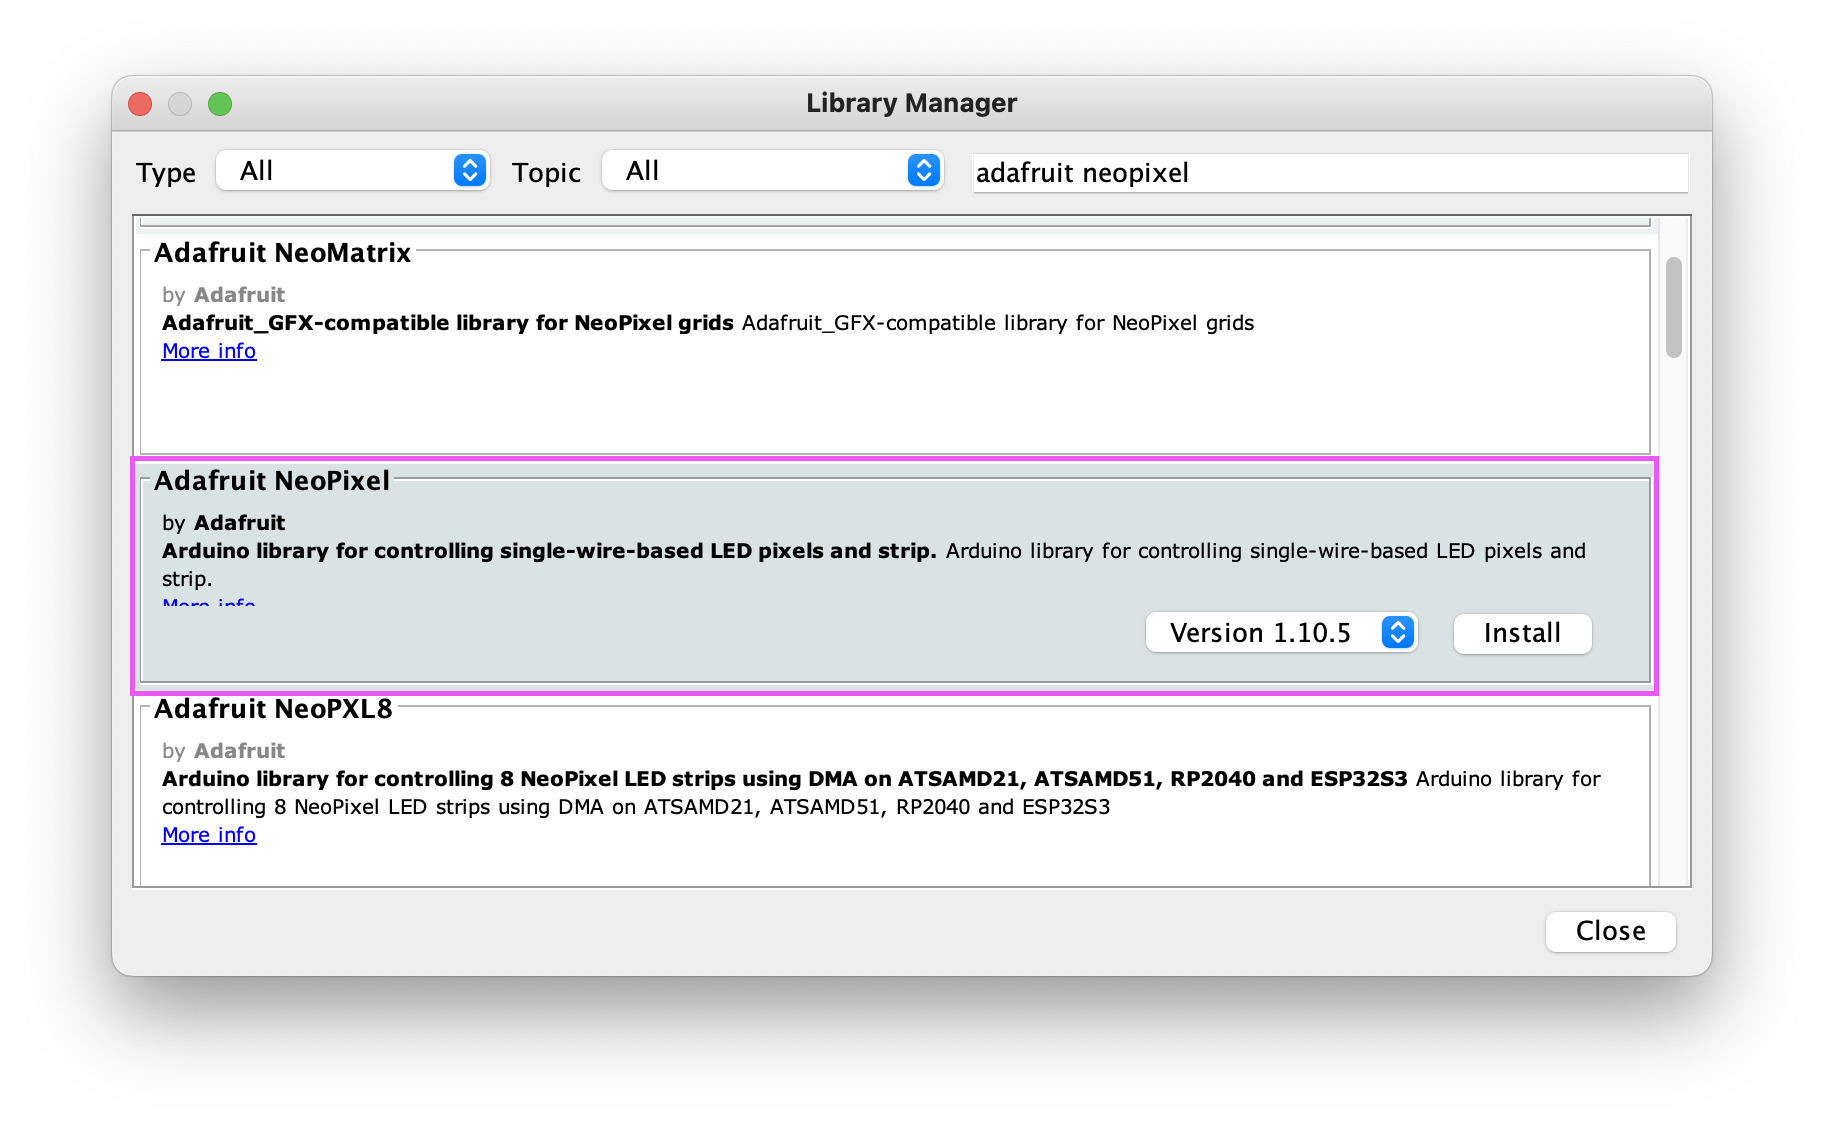 Library Manager
Type All Topic All adafruit neopixel
Adafruit NeoMatrix
by Adafruit
Adafruit_GFX-compatible library for NeoPixel grids Adafruit_GFX-compatible library for NeoPixel grids
More info
Adafruit NeoPixel
by Adafruit
Arduino library for controlling single-wire-based LED pixels and strip. Arduino library for controlling single-wire-based LED pixels and
strip.
More info
Version 1.10.5 Install
Adafruit NeoPXL8
by Adafruit
Arduino library for controlling 8 NeoPixel LED strips using DMA on ATSAMD21, ATSAMD51, RP2040 and ESP32S3 Arduino library for
controlling 8 NeoPixel LED strips using DMA on ATSAMD21, ATSAMD51, RP2040 and ESP32S3
More info
Close